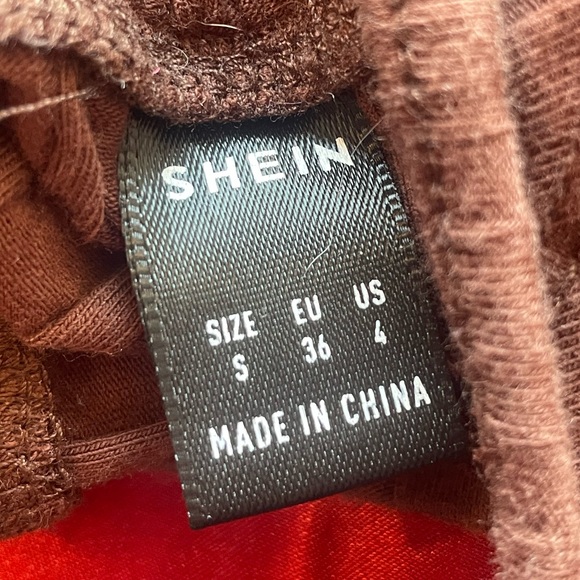 SHEIN
SIZE EU US
S 36 4
MADE IN CHINA